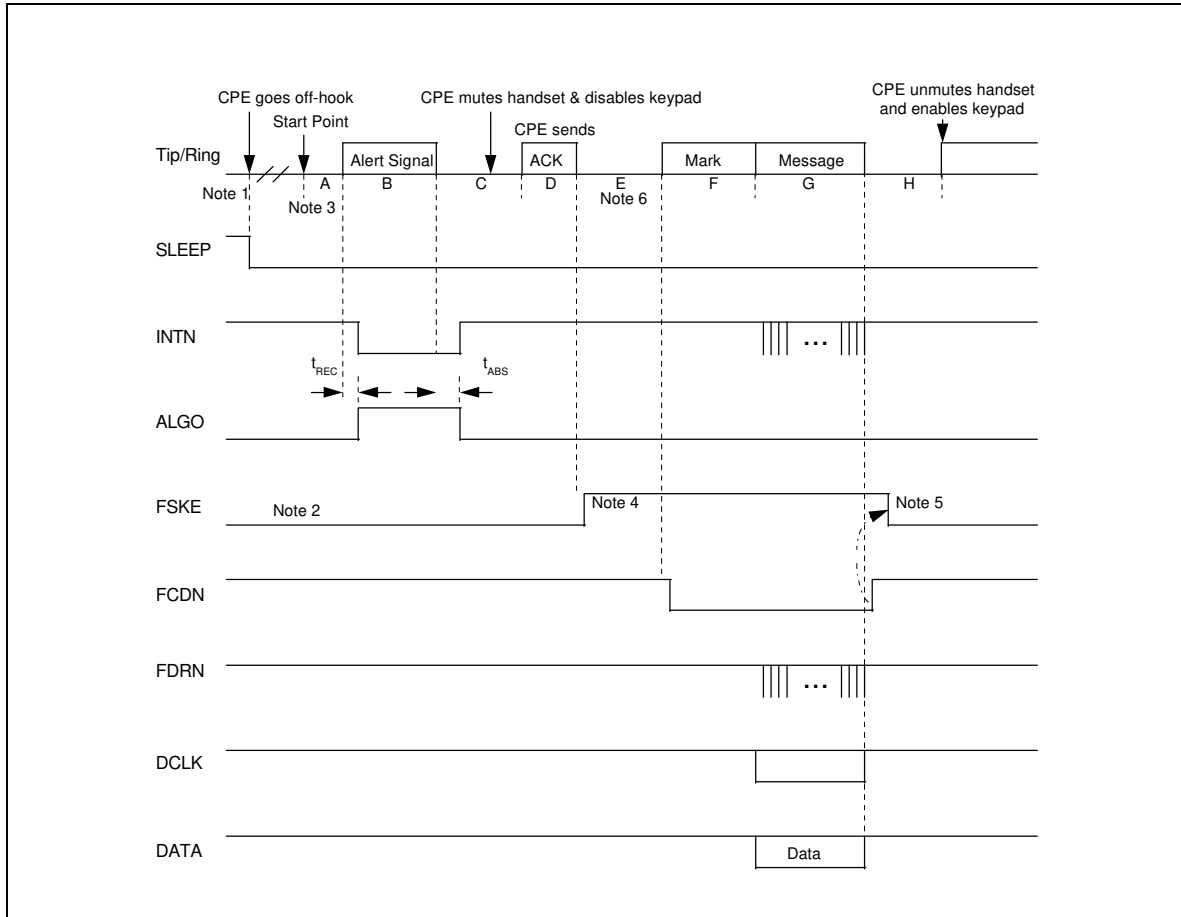 CPE goes off-hook
Start Point
CPE mutes handset & disables keypad
CPE sends
CPE unmutes handset
and enables keypad
Tip/Ring
Alert Signal
ACK
Mark
Message
A
B
C
D
E
F
G
H
Note 1
Note 3
Note 6
SLEEP
INTN
tREC
tABS
ALGO
FSKE
Note 2
Note 4
Note 5
FCDN
FDRN
...
...
DCLK
DATA
Data